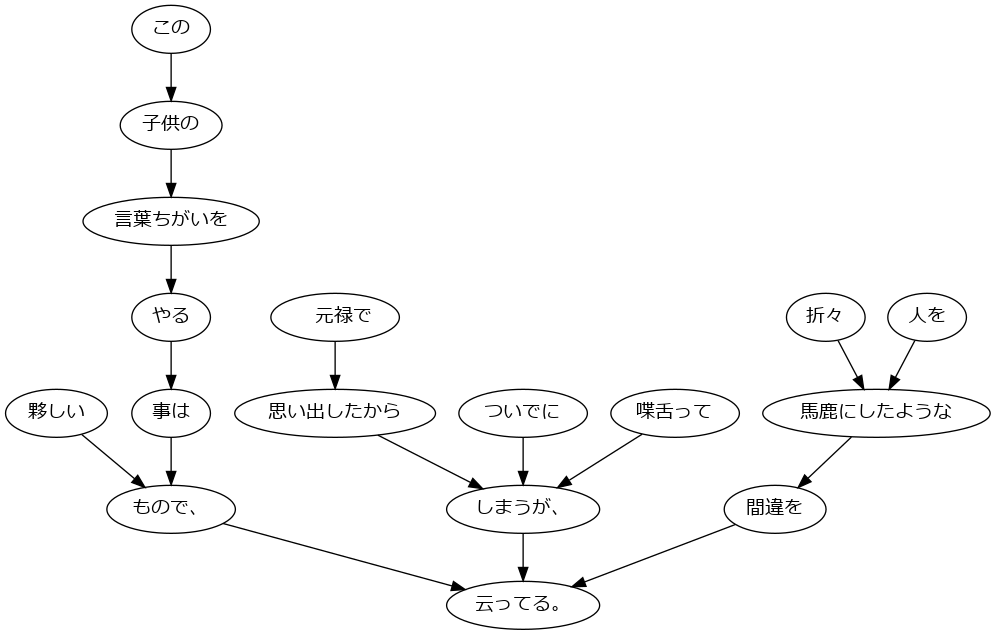 この
子供の
言葉ちがいを
やる
元禄で
折々
人を
夥しい
事は
思い出したから
ついでに
喋舌って
馬鹿にしたような
もので、
しまうが、
間違を
云ってる。